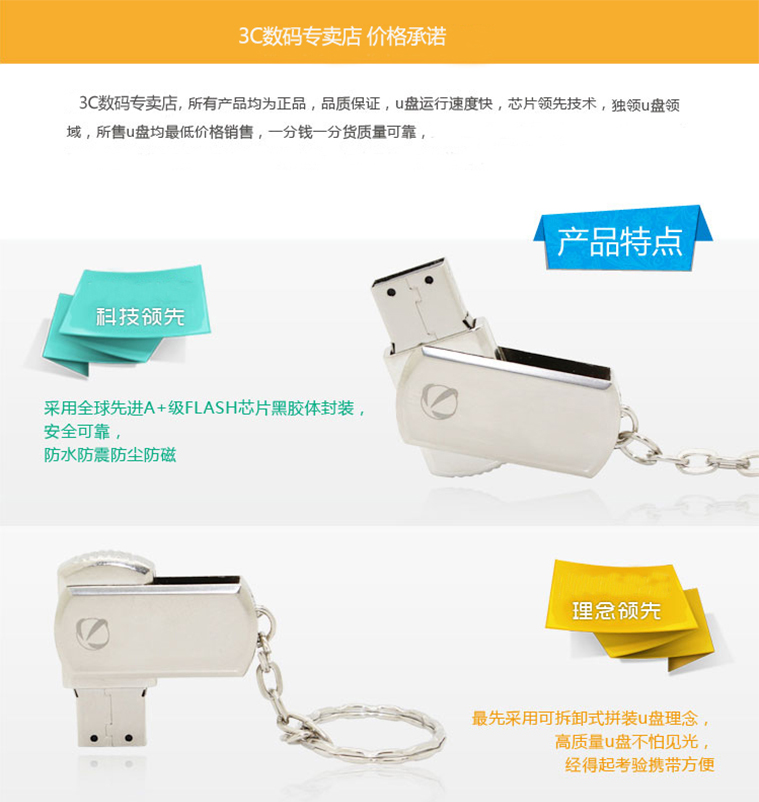 3C数码专卖店 价格承诺
3C数码专卖店，所有产品均为正品，品质保证，u盘运行速度快，芯片领先技术，独领u盘领
域，所售u盘均最低价格销售，一分钱一分货质量可靠，
产品特点
科技领先
采用全球先进A+级FLASH芯片黑胶体封装，
安全可靠，
防水防震防尘防磁
理念领先
最先采用可拆卸式拼装u盘理念，
高质量u盘不怕见光，
经得起考验携带方便